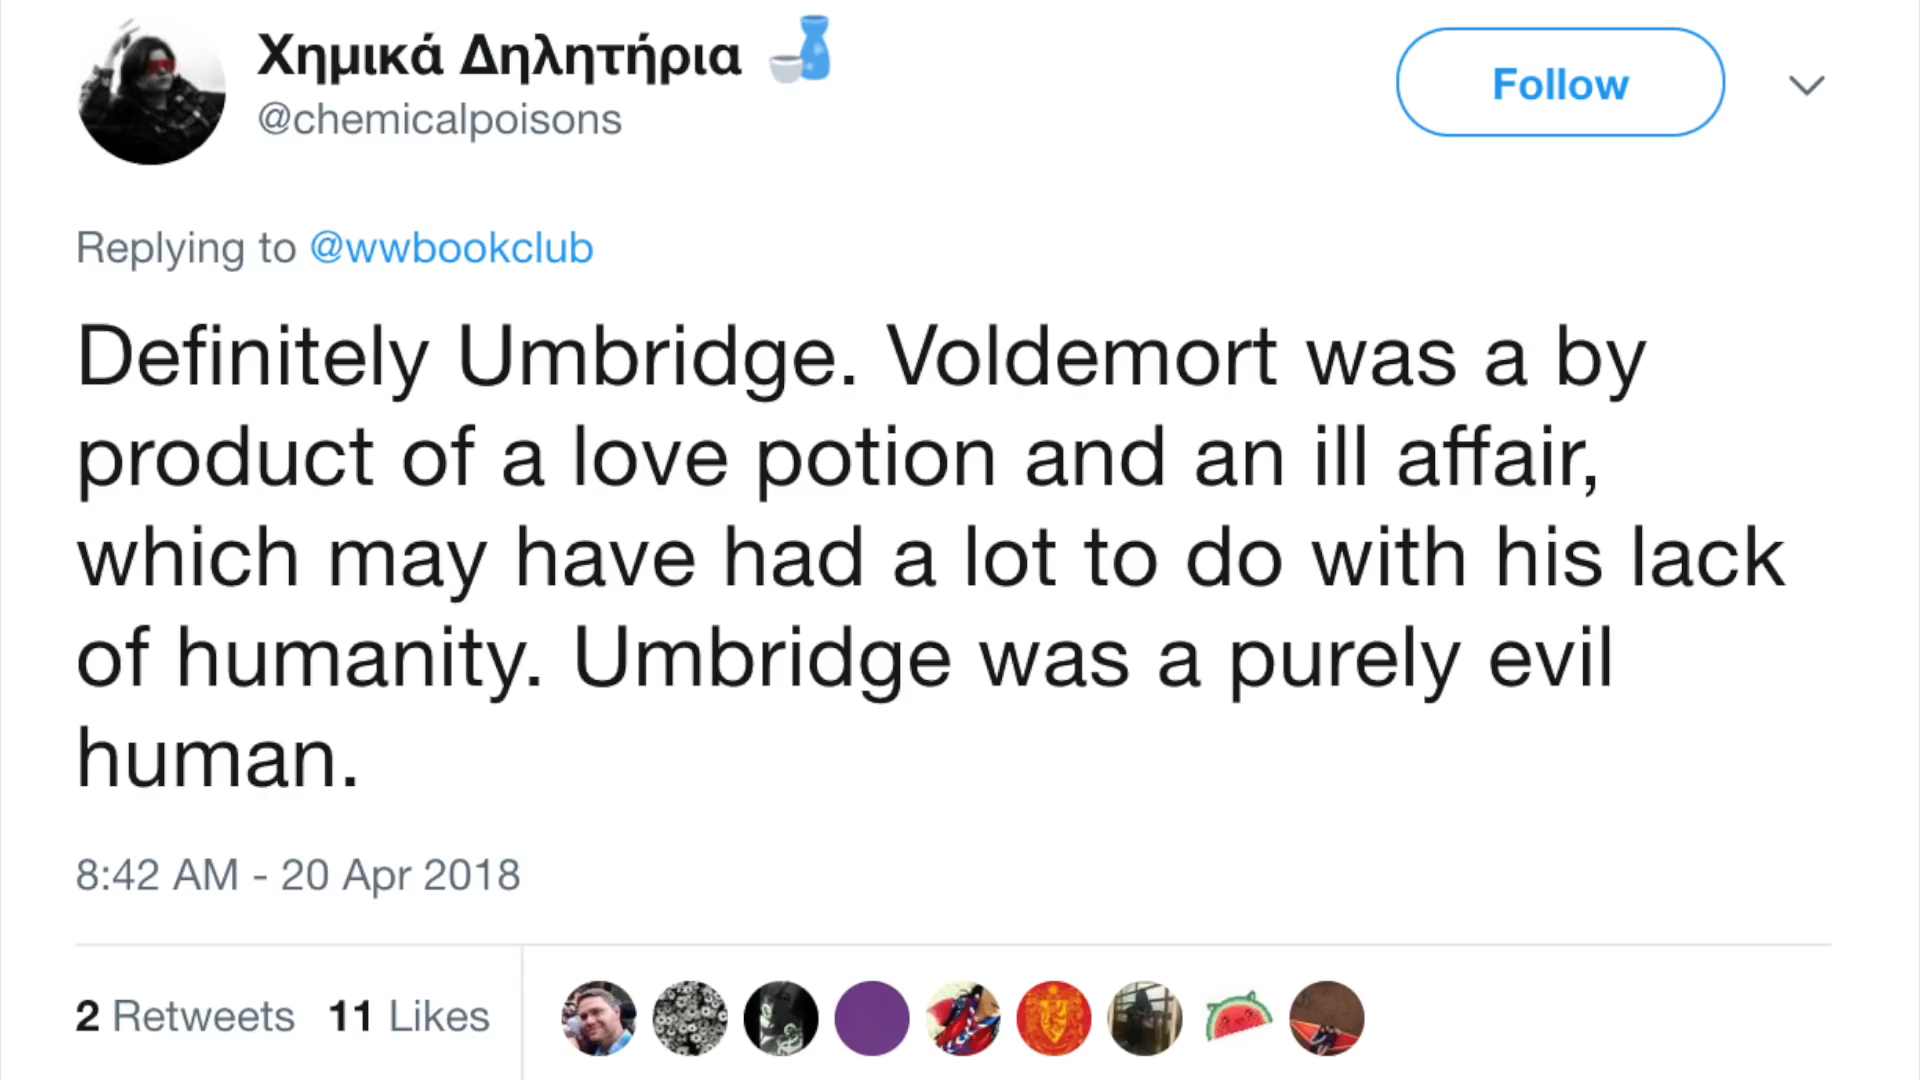 Χημικά Δηλητήρια
@chemicalpoisons
Follow
Replying to @wwbookclub
Definitely Umbridge. Voldemort was a by
product of a love potion and an ill affair,
which may have had a lot to do with his lack
of humanity. Umbridge was a purely evil
human.
8:42 AM - 20 Apr 2018
2 Retweets 11 Likes